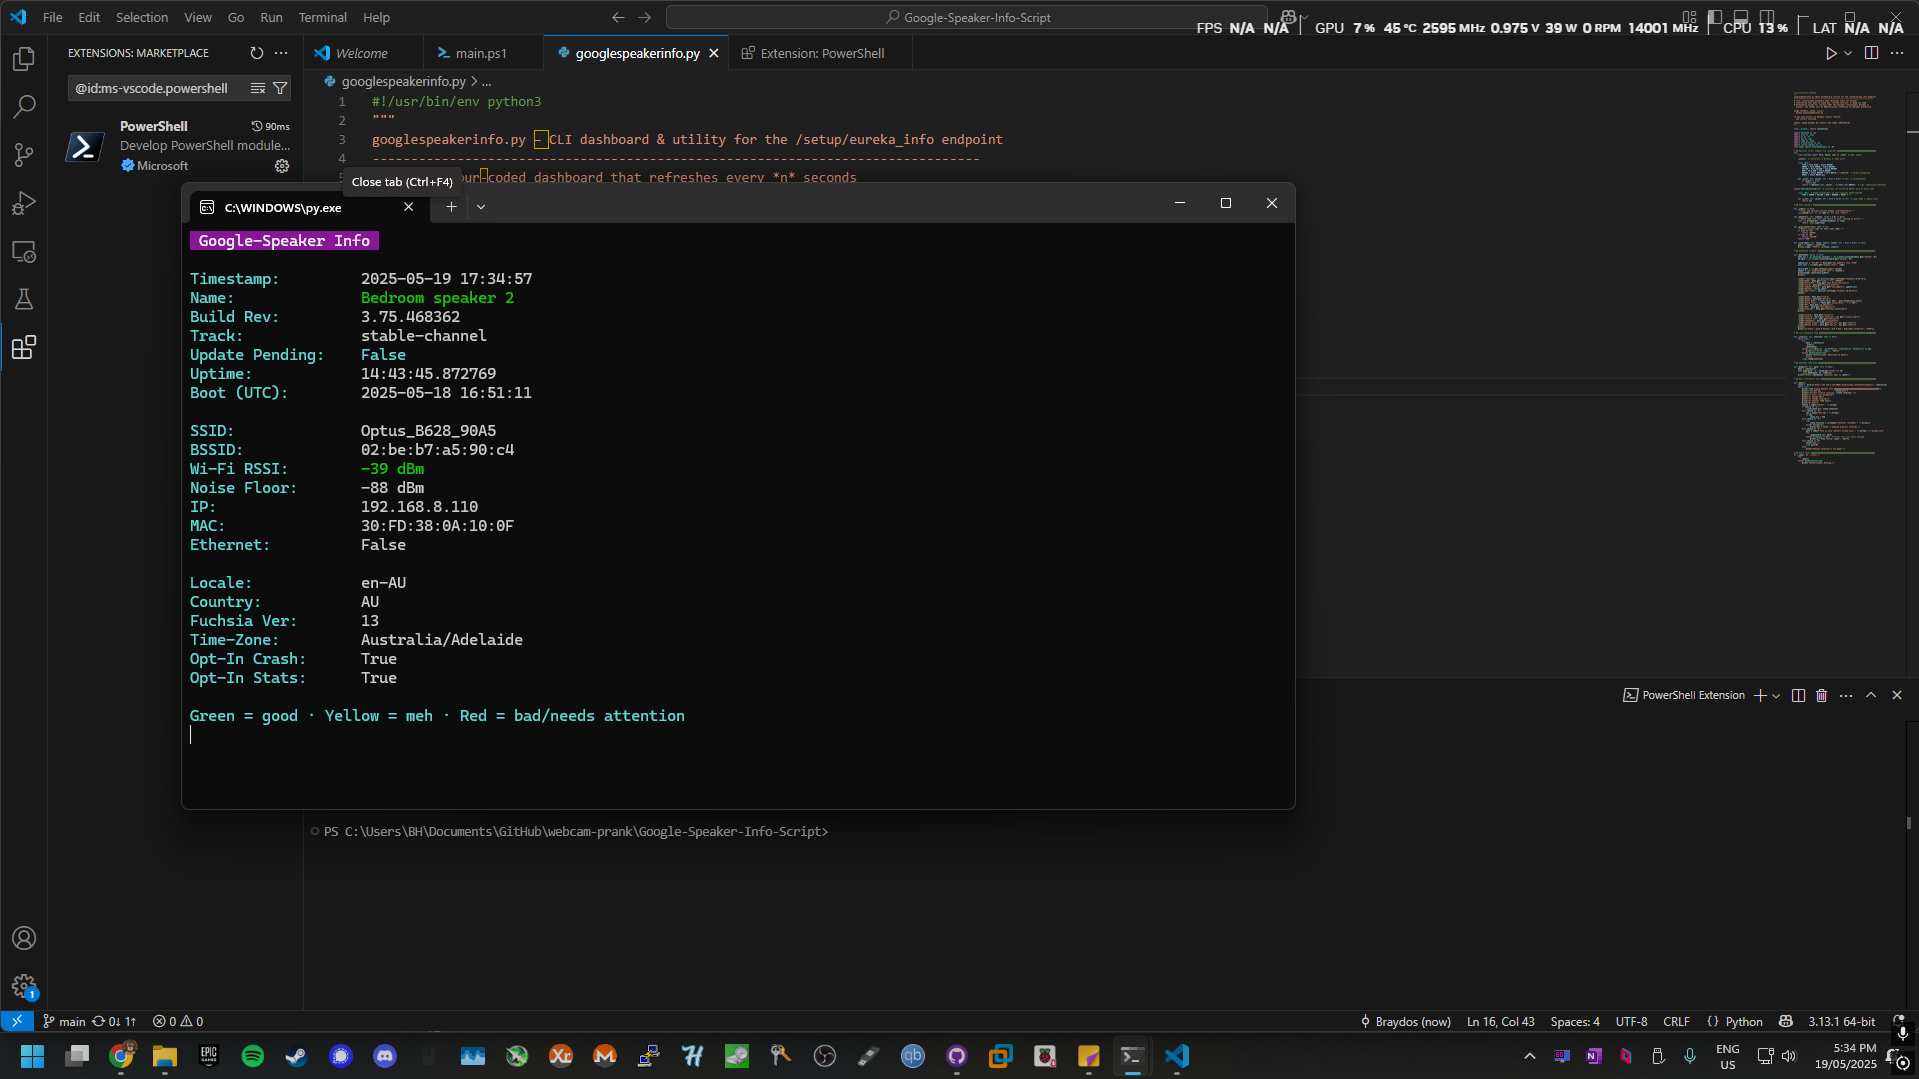 File Edit Selection View Go Run Terminal Help
Google-Speaker-Info-Script
FPS N/A N/A GPU 7 % 45 °C 2595 MHz 0.975 V 39 W 0 RPM 14001 MHz CPU 13 % LAT N/A N/A
EXTENSIONS: MARKETPLACE
Welcome
main.ps1
googlespeakerinfo.py
Extension: PowerShell
@id:ms-vscode.powershell
PowerShell 90ms
Develop PowerShell module...
Microsoft
googlespeakerinfo.py > ...
1 #!/usr/bin/env python3
2 """
3 googlespeakerinfo.py – CLI dashboard & utility for the /setup/eureka_info endpoint
4 --------------------------------------------------------------------------------
our-coded dashboard that refreshes every *n* seconds
Close tab (Ctrl+F4)
C:\WINDOWS\py.exe
Google-Speaker Info
Timestamp: 2025-05-19 17:34:57
Name: Bedroom speaker 2
Build Rev: 3.75.468362
Track: stable-channel
Update Pending: False
Uptime: 14:43:45.872769
Boot (UTC): 2025-05-18 16:51:11
SSID: Optus_B628_90A5
BSSID: 02:be:b7:a5:90:c4
Wi-Fi RSSI: -39 dBm
Noise Floor: -88 dBm
IP: 192.168.8.110
MAC: 30:FD:38:0A:10:0F
Ethernet: False
Locale: en-AU
Country: AU
Fuchsia Ver: 13
Time-Zone: Australia/Adelaide
Opt-In Crash: True
Opt-In Stats: True
Green = good · Yellow = meh · Red = bad/needs attention
PowerShell Extension
PS C:\Users\BH\Documents\GitHub\webcam-prank\Google-Speaker-Info-Script>
1
main 0↓ 1↑ 0 0
Braydos (now) Ln 16, Col 43 Spaces: 4 UTF-8 CRLF {} Python 3.13.1 64-bit
EPIC GAMES
Xr
qb
ENG
US
5:34 PM
19/05/2025